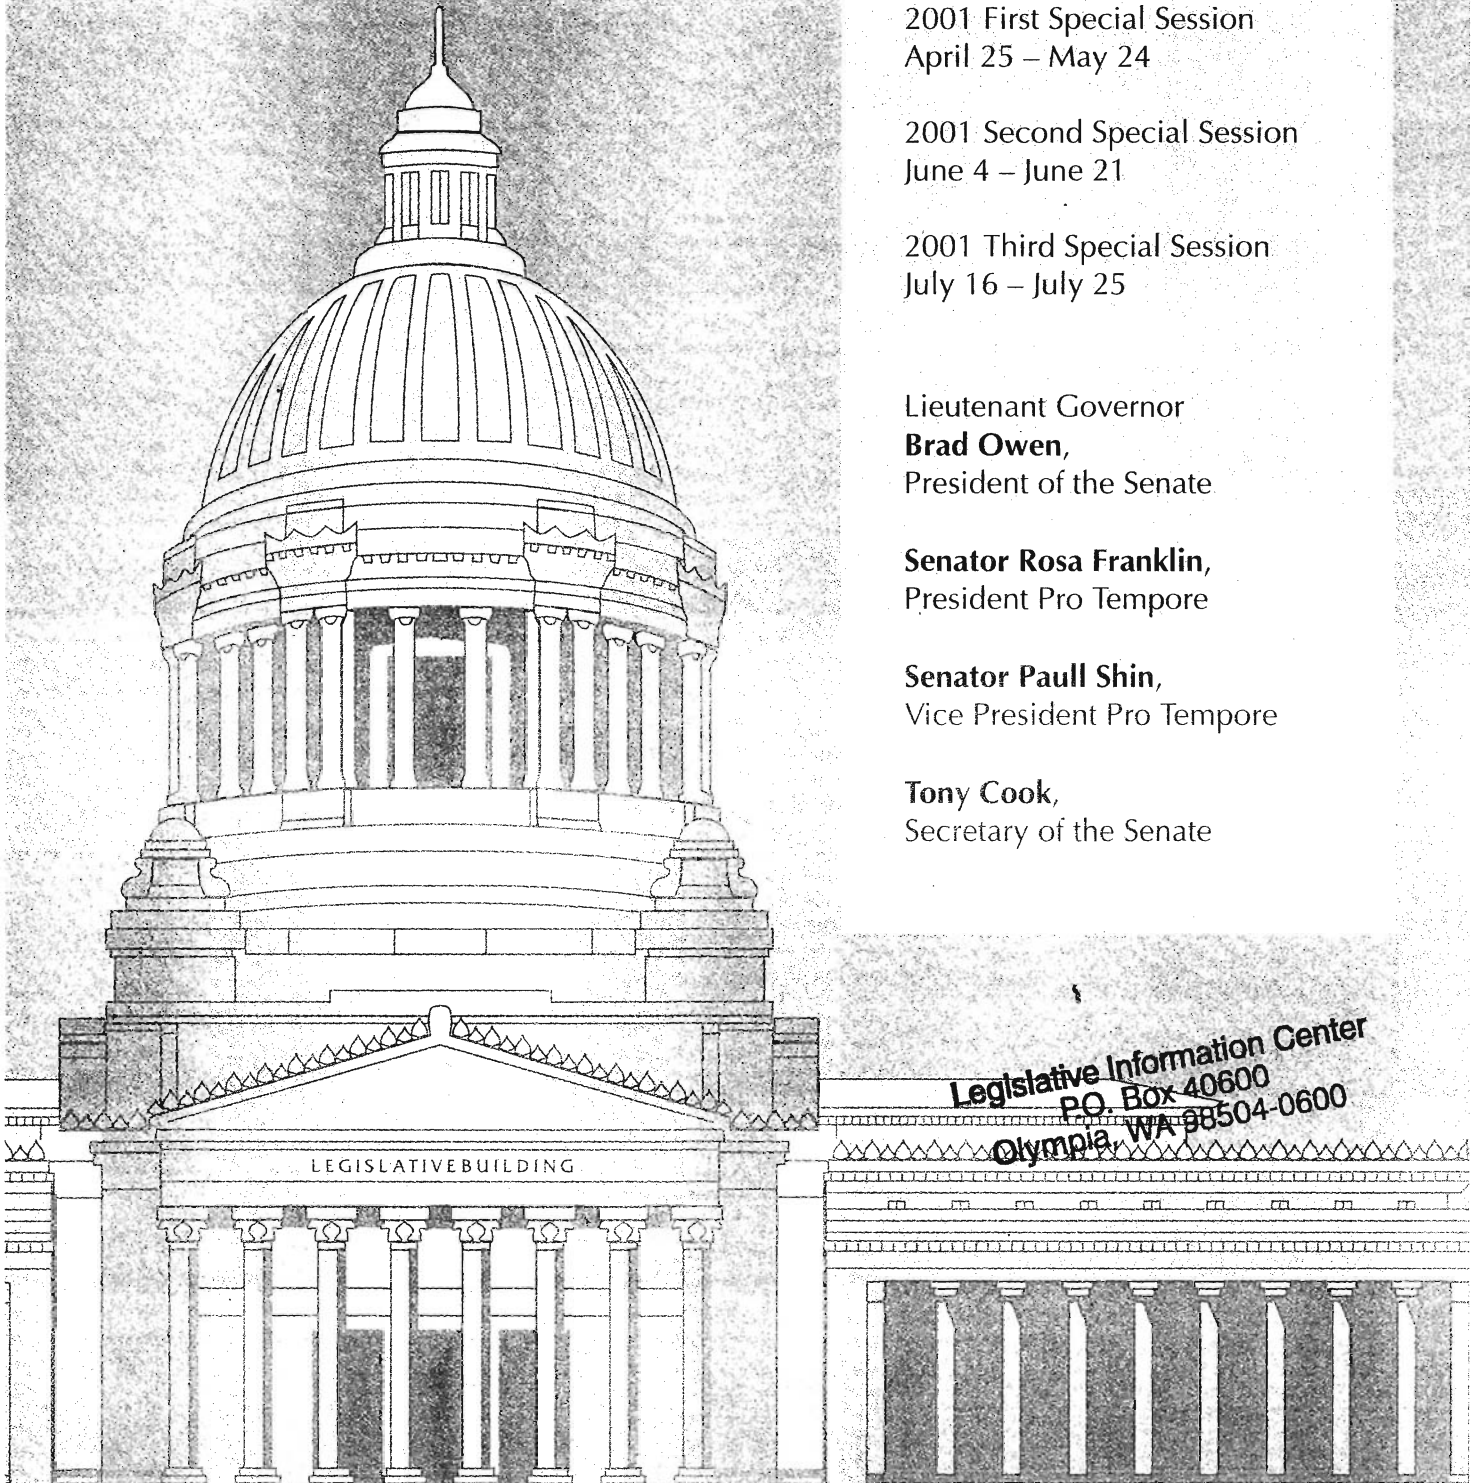 2001 First Special Session
April 25 – May 24
2001 Second Special Session
June 4 – June 21
2001 Third Special Session
July 16 – July 25
Lieutenant Governor
Brad Owen,
President of the Senate
Senator Rosa Franklin,
President Pro Tempore
Senator Paull Shin,
Vice President Pro Tempore
Tony Cook,
Secretary of the Senate
Legislative Information Center
P.O. Box 40600
Olympia, WA 98504-0600
LEGISLATIVEBUILDING